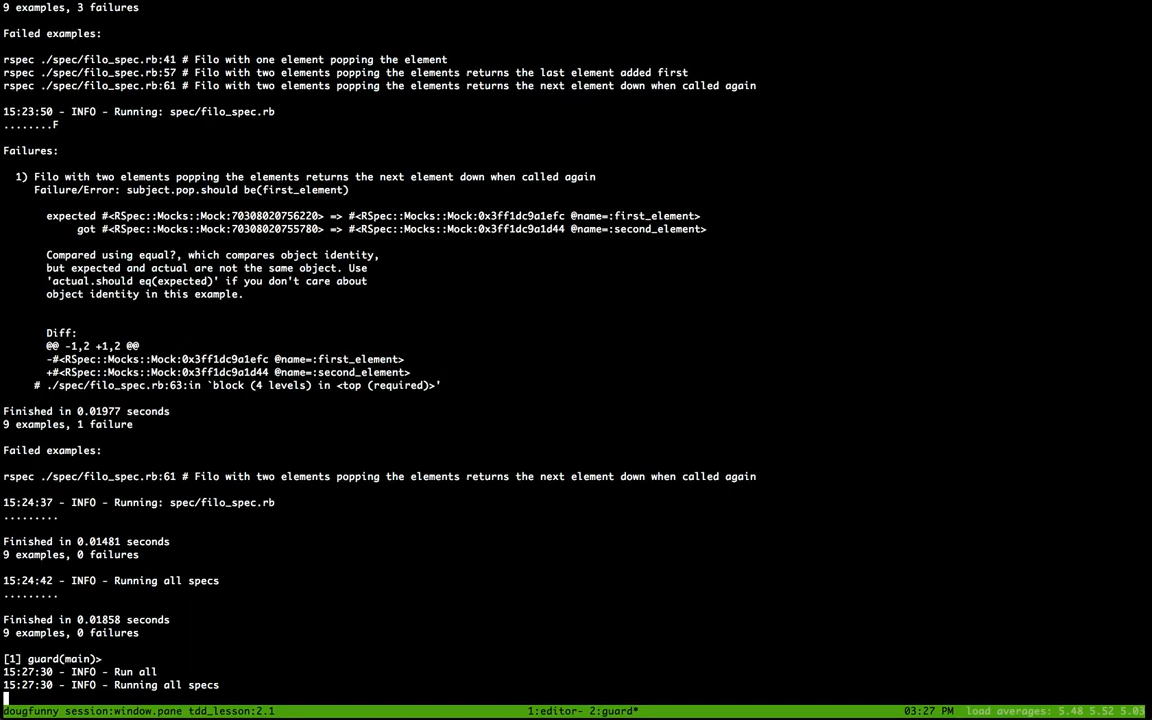 9 examples, 3 failures
Failed examples:
rspec ./spec/filo_spec.rb:41 # Filo with one element popping the element
rspec ./spec/filo_spec.rb:57 # Filo with two elements popping the elements returns the last element added first
rspec ./spec/filo_spec.rb:61 # Filo with two elements popping the elements returns the next element down when called again
15:23:50 - INFO - Running: spec/filo_spec.rb
........F
Failures:
1) Filo with two elements popping the elements returns the next element down when called again
Failure/Error: subject.pop.should be(first_element)
expected #<RSpec::Mocks::Mock:70308020756220> => #<RSpec::Mocks::Mock:0x3ff1dc9a1efc @name=:first_element>
got #<RSpec::Mocks::Mock:70308020755780> => #<RSpec::Mocks::Mock:0x3ff1dc9a1d44 @name=:second_element>
Compared using equal?, which compares object identity,
but expected and actual are not the same object. Use
'actual.should eq(expected)' if you don't care about
object identity in this example.
Diff:
@@ -1,2 +1,2 @@
-#<RSpec::Mocks::Mock:0x3ff1dc9a1efc @name=:first_element>
+#<RSpec::Mocks::Mock:0x3ff1dc9a1d44 @name=:second_element>
# ./spec/filo_spec.rb:63:in `block (4 levels) in <top (required)>'
Finished in 0.01977 seconds
9 examples, 1 failure
Failed examples:
rspec ./spec/filo_spec.rb:61 # Filo with two elements popping the elements returns the next element down when called again
15:24:37 - INFO - Running: spec/filo_spec.rb
.........
Finished in 0.01481 seconds
9 examples, 0 failures
15:24:42 - INFO - Running all specs
.........
Finished in 0.01858 seconds
9 examples, 0 failures
[1] guard(main)>
15:27:30 - INFO - Run all
15:27:30 - INFO - Running all specs
dougfunny session:window.pane tdd_lesson:2.1 1:editor- 2:guard* 03:27 PM load averages: 5.48 5.52 5.03